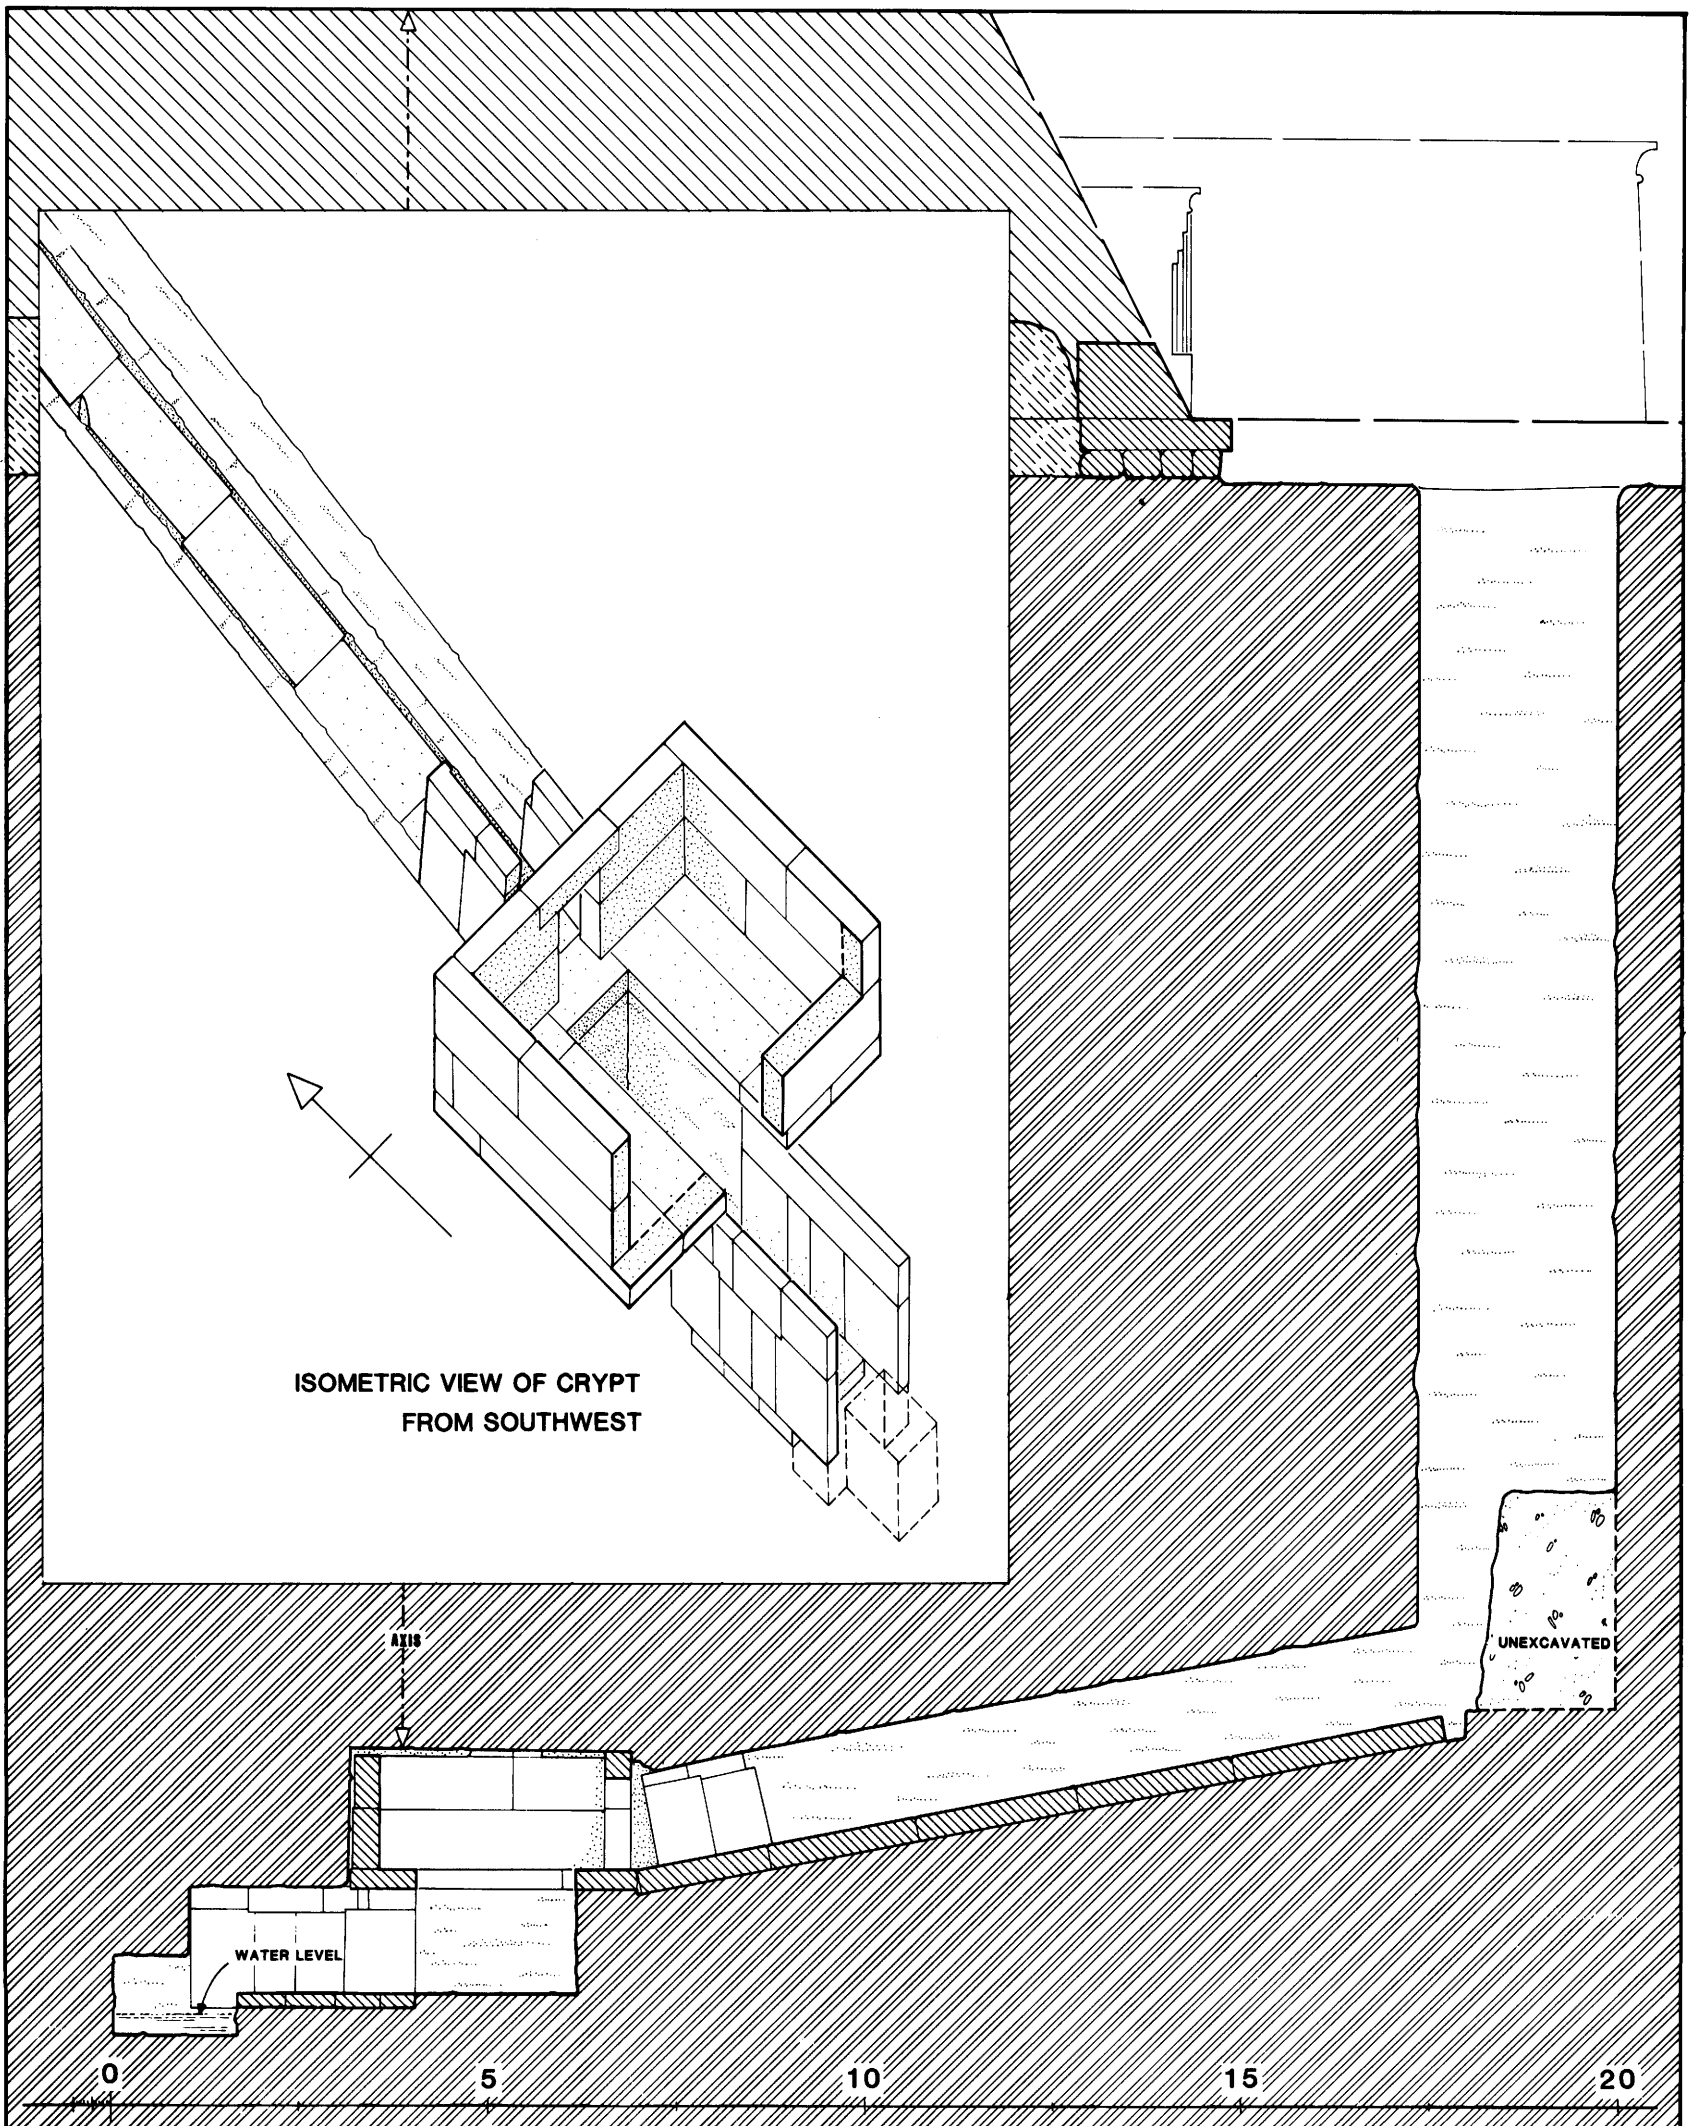 ISOMETRIC VIEW OF CRYPT
FROM SOUTHWEST
AXIS
UNEXCAVATED
WATER LEVEL
0 5 10 15 20